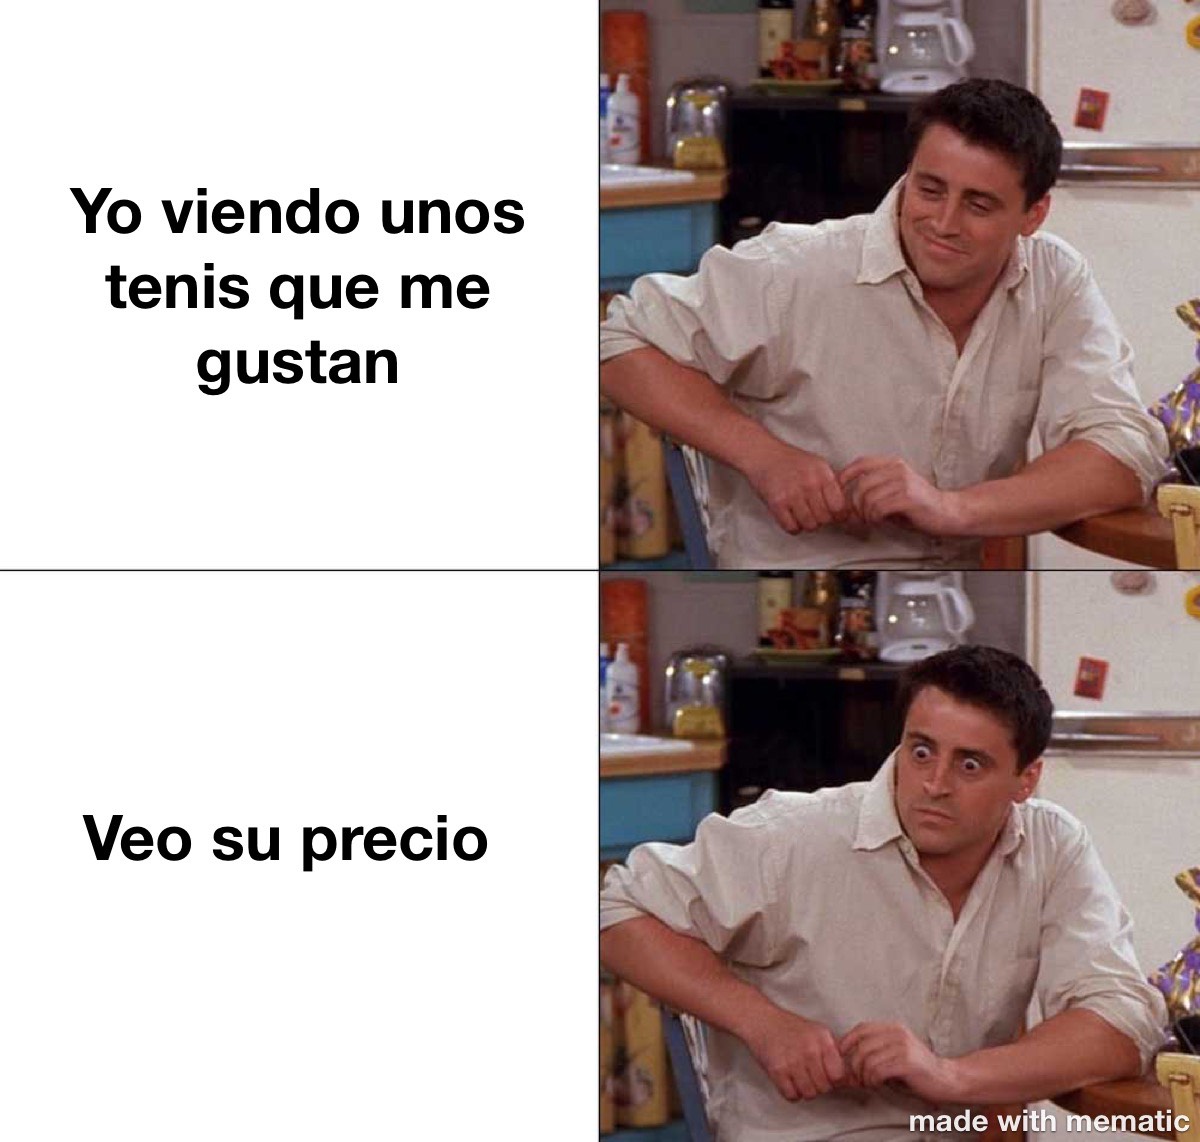 Yo viendo unos
tenis que me
gustan
Veo su precio
made with mematic